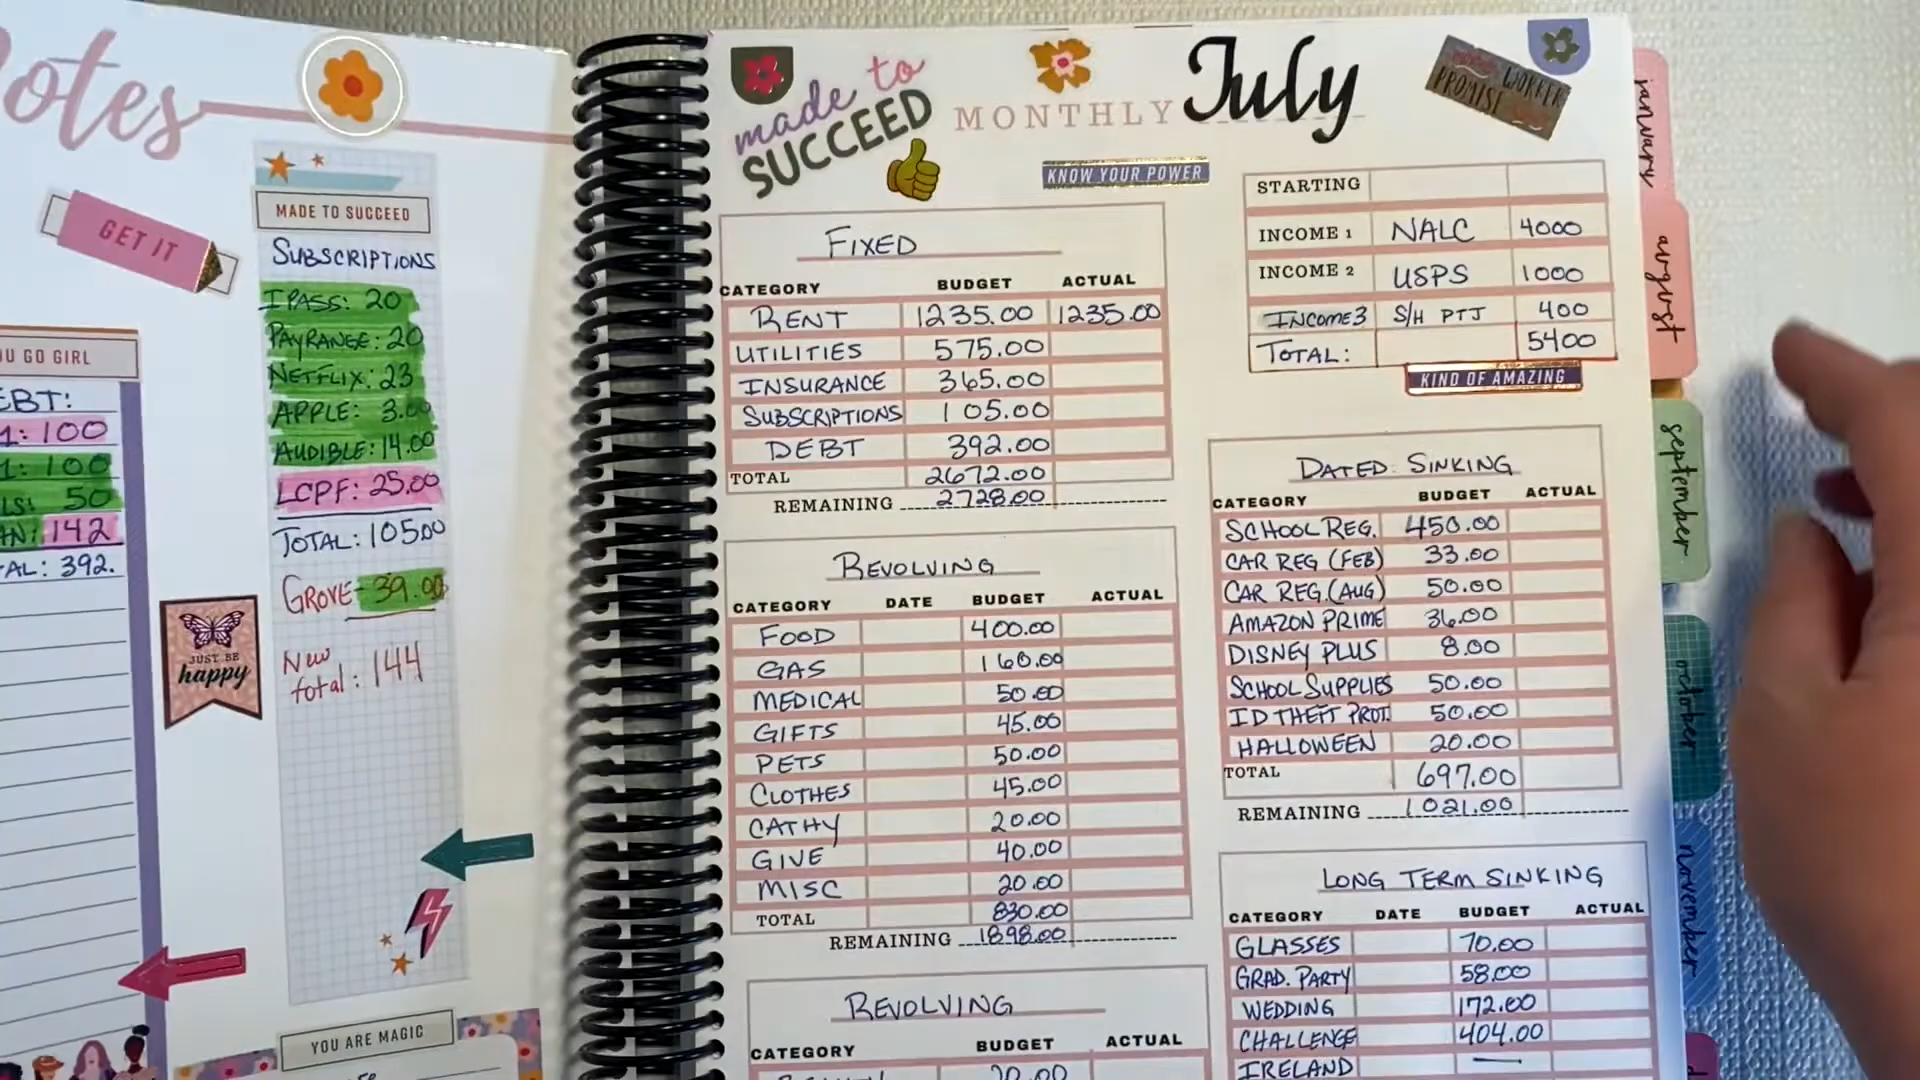 otes
GET IT
U GO GIRL
EBT:
1: 100
1: 100
LS: 50
AN: 142
AL: 392.
MADE TO SUCCEED
SUBSCRIPTIONS
IPASS: 20
PAYRANGE: 20
NETFLIX: 23
APPLE: 3.00
AUDIBLE: 14.00
LCPF: 25.00
TOTAL: 105.00
GROVE- 39.00
New total: 144
JUST BE
happy
YOU ARE MAGIC
made to
SUCCEED
MONTHLY July
KNOW YOUR POWER
WORKER
PROMISE
STARTING
INCOME 1 NALC 4000
INCOME 2 USPS 1000
INCOME3 S/H PTJ 400
TOTAL: 5400
KIND OF AMAZING
FIXED
CATEGORY BUDGET ACTUAL
RENT 1235.00 1235.00
UTILITIES 575.00
INSURANCE 365.00
SUBSCRIPTIONS 105.00
DEBT 392.00
TOTAL 2672.00
REMAINING 2728.00
REVOLVING
CATEGORY DATE BUDGET ACTUAL
FOOD 400.00
GAS 160.00
MEDICAL 50.00
GIFTS 45.00
PETS 50.00
CLOTHES 45.00
CATHY 20.00
GIVE 40.00
MISC 20.00
TOTAL 830.00
REMAINING 1898.00
REVOLVING
CATEGORY BUDGET ACTUAL
20.00
DATED SINKING
CATEGORY BUDGET ACTUAL
SCHOOL REG. 450.00
CAR REG (FEB) 33.00
CAR REG.(AUG) 50.00
AMAZON PRIME 36.00
DISNEY PLUS 8.00
SCHOOL SUPPLIES 50.00
ID THEFT PROT. 50.00
HALLOWEEN 20.00
TOTAL 697.00
REMAINING 1021.00
LONG TERM SINKING
CATEGORY DATE BUDGET ACTUAL
GLASSES 70.00
GRAD. PARTY 58.00
WEDDING 172.00
CHALLENGE 404.00
IRELAND —
january
august
september
october
november